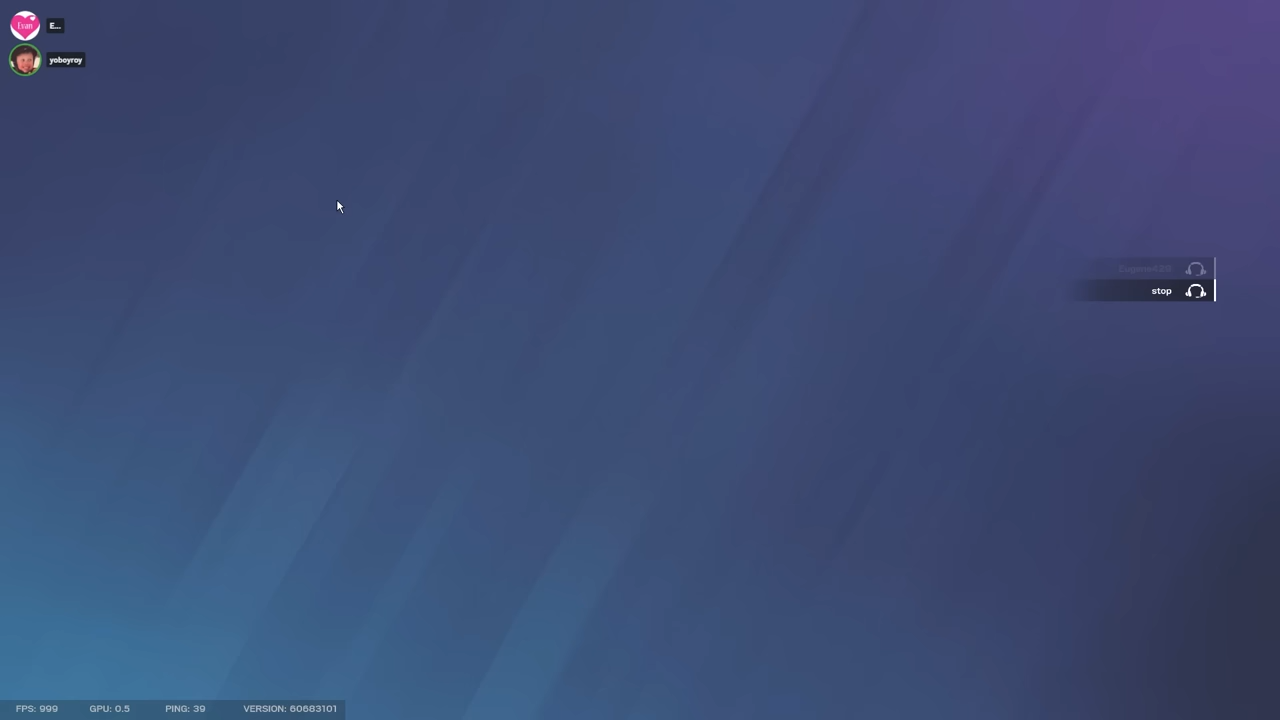 Evan
E...
yoboyroy
stop
FPS: 999 GPU: 0.5 PING: 39 VERSION: 60683101